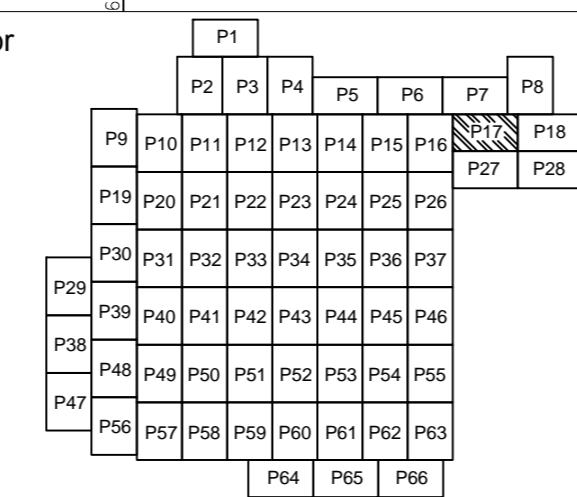 6
or
P1
P2 P3 P4 P5 P6 P7 P8
P9 P10 P11 P12 P13 P14 P15 P16 P17 P18
P27 P28
P19 P20 P21 P22 P23 P24 P25 P26
P29 P30 P31 P32 P33 P34 P35 P36 P37
P38 P39 P40 P41 P42 P43 P44 P45 P46
P47 P48 P49 P50 P51 P52 P53 P54 P55
P56 P57 P58 P59 P60 P61 P62 P63
P64 P65 P66